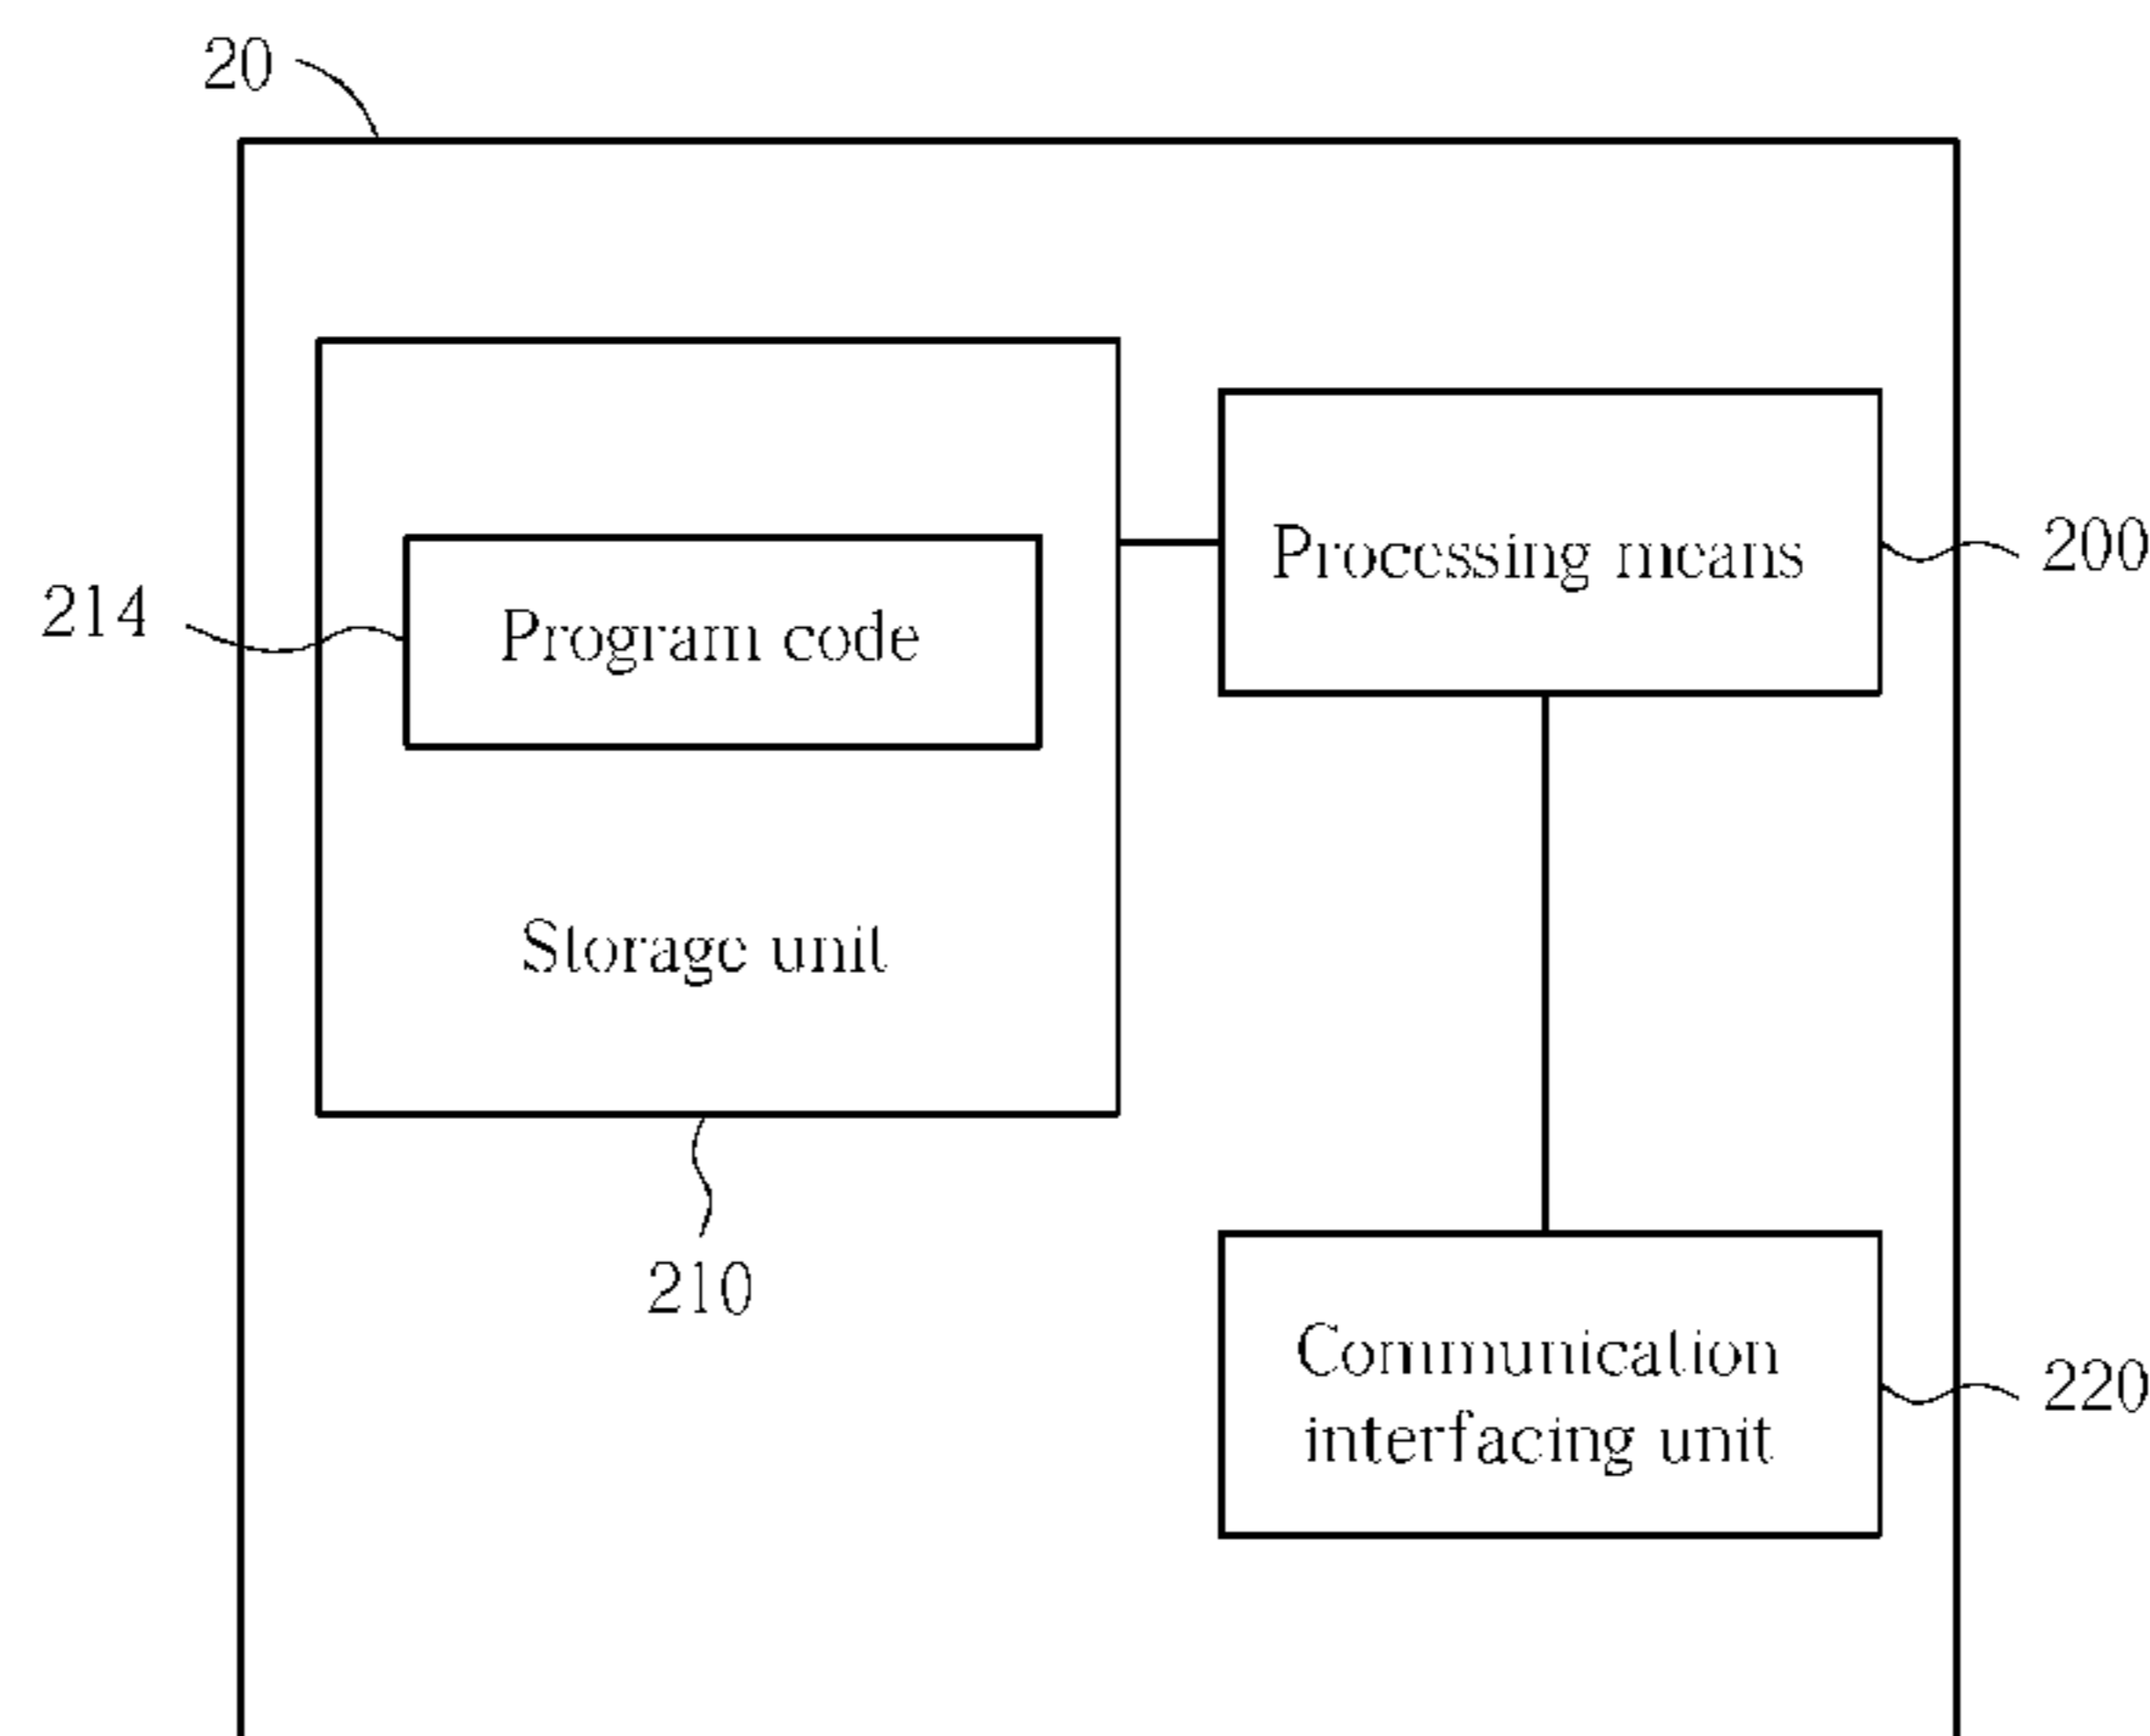 20
Processing means
200
214
Program code
Storage unit
210
Communication
interfacing unit
220